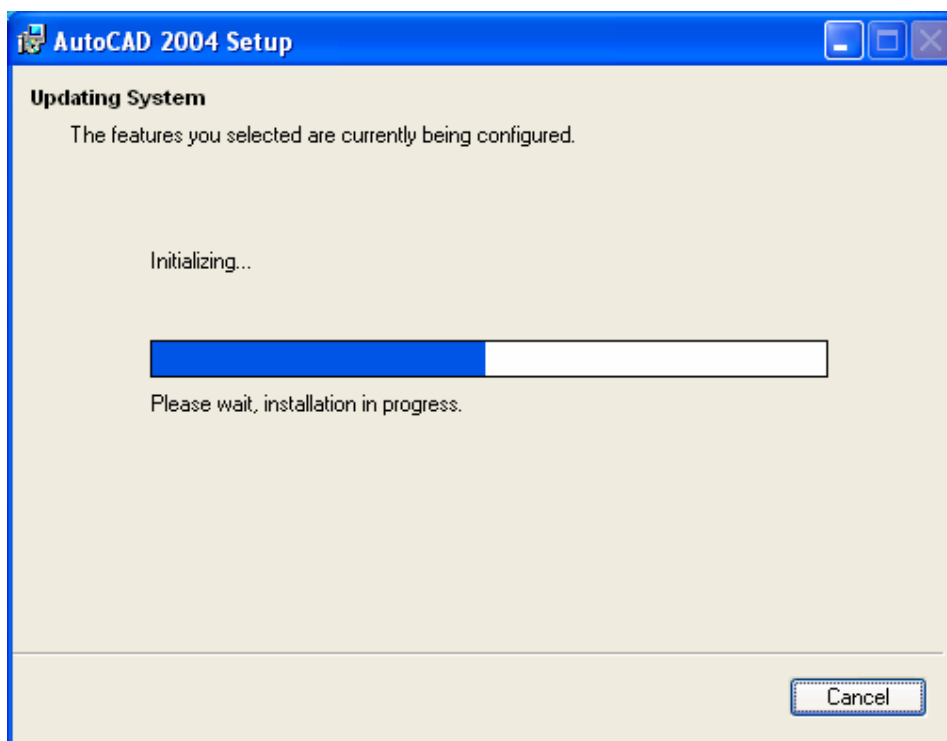 AutoCAD 2004 Setup
Updating System
The features you selected are currently being configured.
Initializing...
Please wait, installation in progress.
Cancel